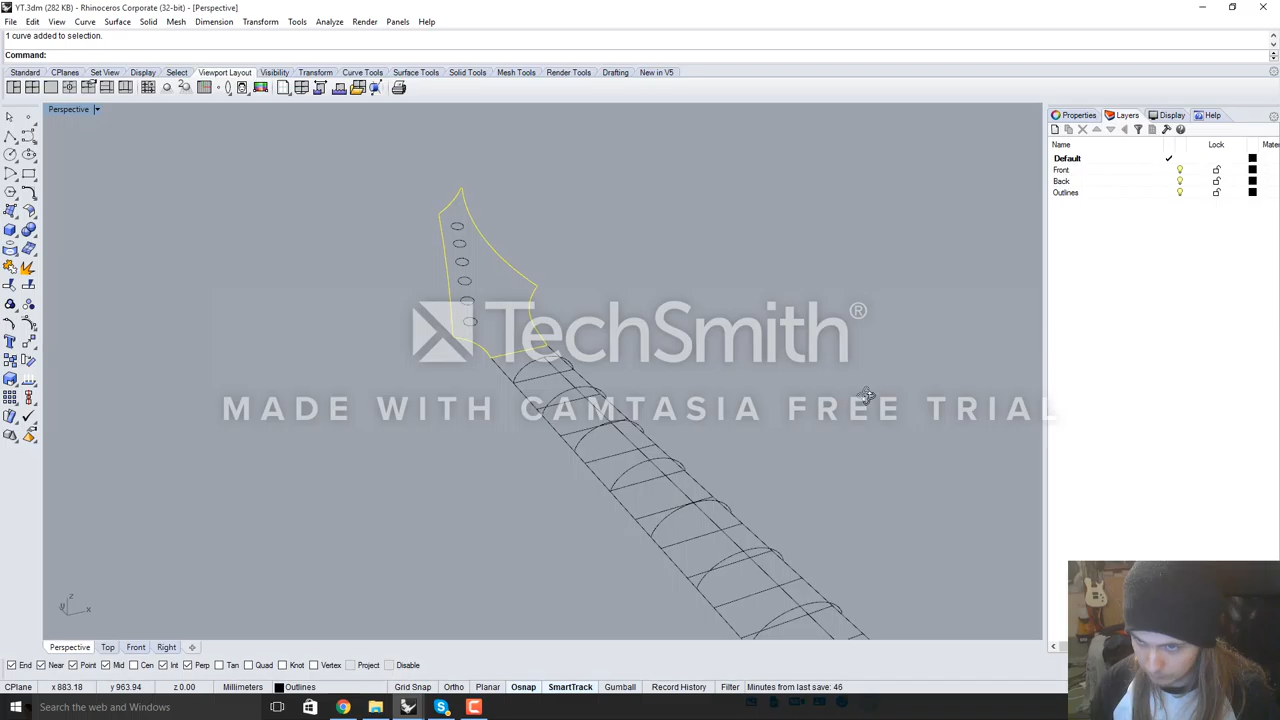 YT.3dm (282 KB) - Rhinoceros Corporate (32-bit) - [Perspective]
File Edit View Curve Surface Solid Mesh Dimension Transform Tools Analyze Render Panels Help
1 curve added to selection.
Command:
Standard CPlanes Set View Display Select Viewport Layout Visibility Transform Curve Tools Surface Tools Solid Tools Mesh Tools Render Tools Drafting New in V5
Perspective
Properties Layers Display Help
Name Lock Mate
Default
Front
Back
Outlines
TechSmith®
MADE WITH CAMTASIA FREE TRIAL
z
y x
Perspective Top Front Right
End Near Point Mid Cen Int Perp Tan Quad Knot Vertex Project Disable
CPlane x 883.18 y 963.94 z 0.00 Millimeters Outlines Grid Snap Ortho Planar Osnap SmartTrack Gumball Record History Filter Minutes from last save: 46
Search the web and Windows